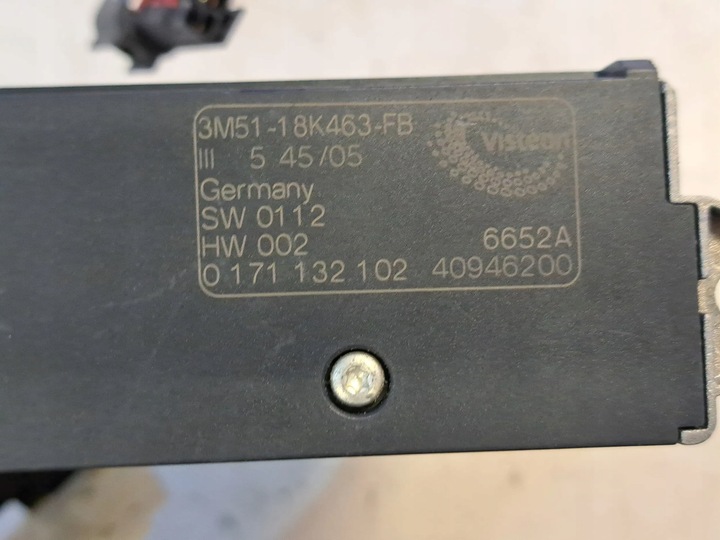 3M51-18K463-FB
Visteon
III 5 45/05
Germany
SW 0112
HW 002 6652A
0 171 132 102 40946200